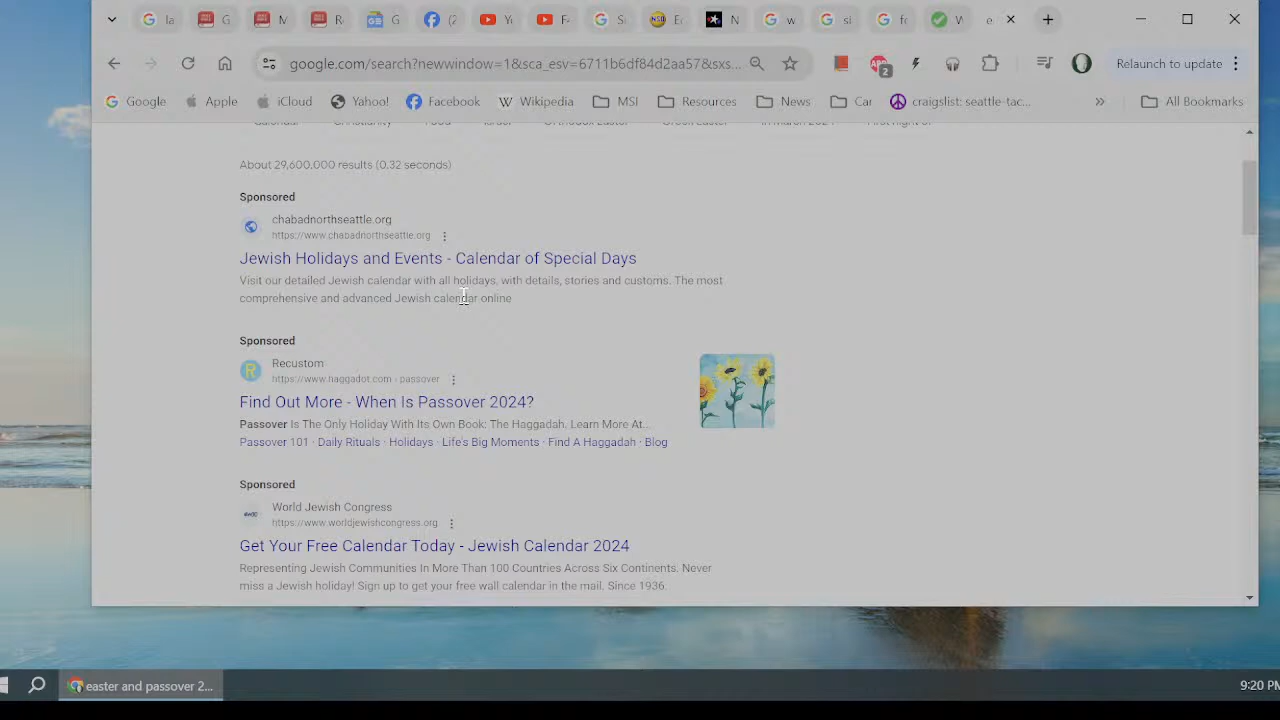 google.com/search?newwindow=1&sca_esv=6711b6df84d2aa57&sxs...
2
Relaunch to update
Google Apple iCloud Yahoo! Facebook Wikipedia MSI Resources News Car craigslist: seattle-tac... » All Bookmarks
About 29,600,000 results (0.32 seconds)
Sponsored
chabadnorthseattle.org
https://www.chabadnorthseattle.org
Jewish Holidays and Events - Calendar of Special Days
Visit our detailed Jewish calendar with all holidays, with details, stories and customs. The most
comprehensive and advanced Jewish calendar online
Sponsored
Recustom
https://www.haggadot.com › passover
Find Out More - When Is Passover 2024?
Passover Is The Only Holiday With Its Own Book: The Haggadah. Learn More At...
Passover 101 · Daily Rituals · Holidays · Life's Big Moments · Find A Haggadah · Blog
Sponsored
World Jewish Congress
https://www.worldjewishcongress.org
Get Your Free Calendar Today - Jewish Calendar 2024
Representing Jewish Communities In More Than 100 Countries Across Six Continents. Never
miss a Jewish holiday! Sign up to get your free wall calendar in the mail. Since 1936.
easter and passover 2...
9:20 PM